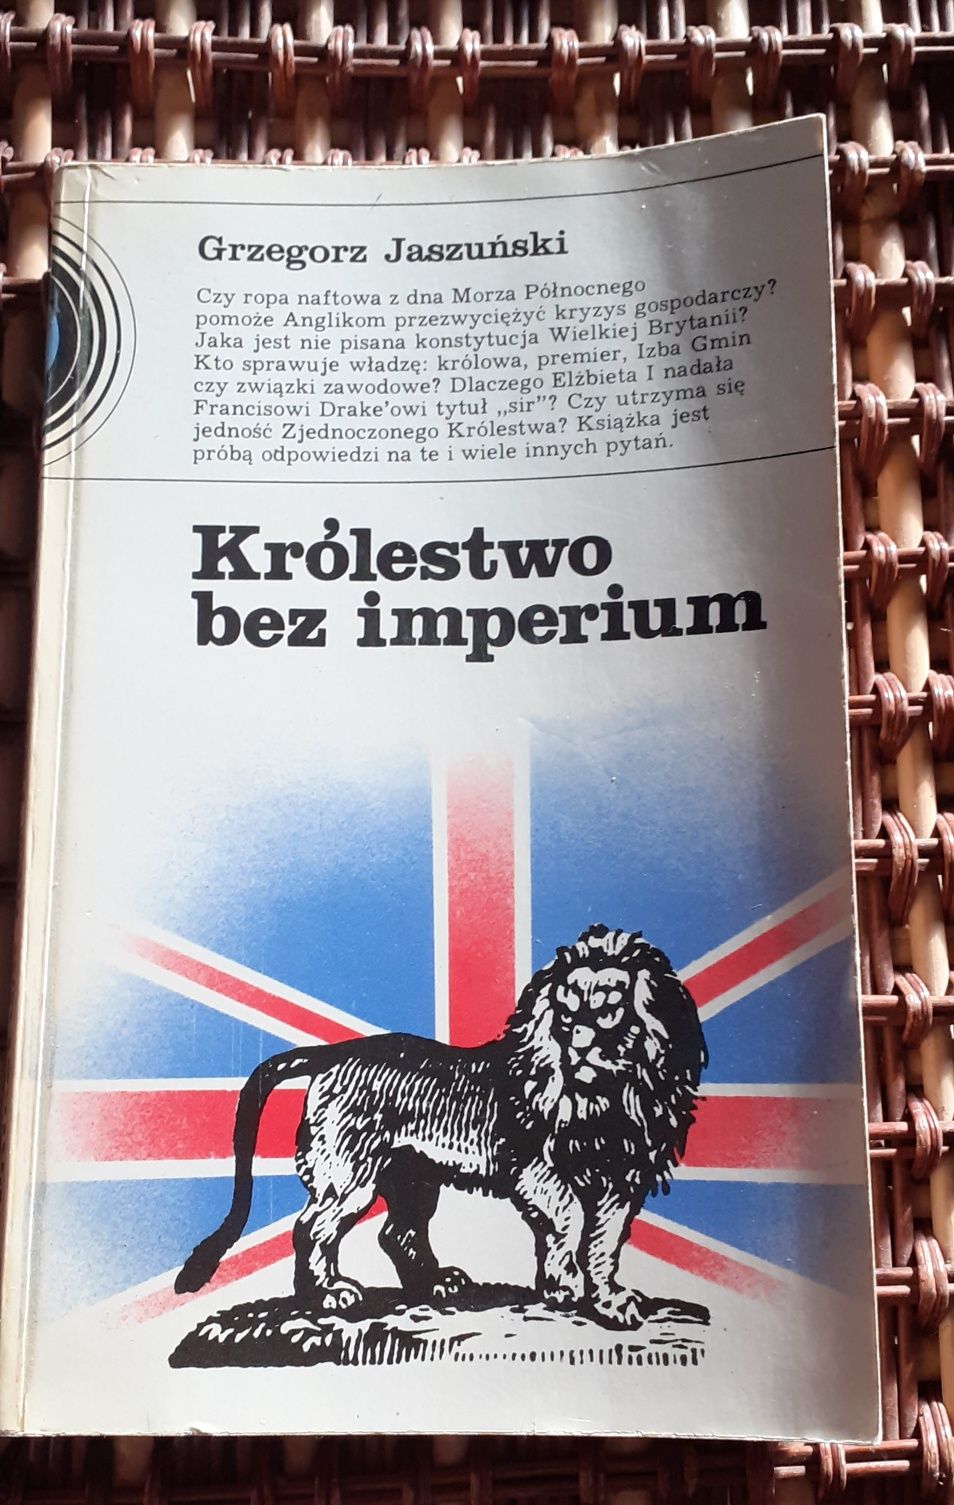 Grzegorz Jaszuński
Czy ropa naftowa z dna Morza Północnego
pomoże Anglikom przezwyciężyć kryzys gospodarczy?
Jaka jest nie pisana konstytucja Wielkiej Brytanii?
Kto sprawuje władzę: królowa, premier, Izba Gmin
czy związki zawodowe? Dlaczego Elżbieta I nadała
Francisowi Drake'owi tytuł „sir"? Czy utrzyma się
jedność Zjednoczonego Królestwa? Książka jest
próbą odpowiedzi na te i wiele innych pytań.
Królestwo
bez imperium